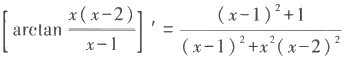 [arctan x(x-2)/(x-1)]′ = ((x-1)²+1)/((x-1)²+x²(x-2)²)